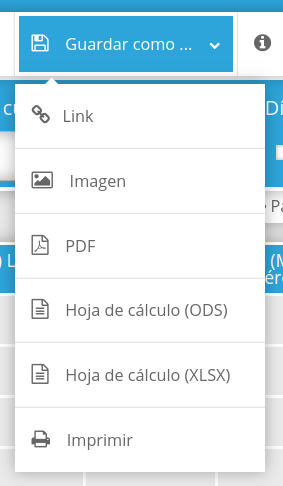 Guardar como ...
Link
Imagen
PDF
Hoja de cálculo (ODS)
Hoja de cálculo (XLSX)
Imprimir